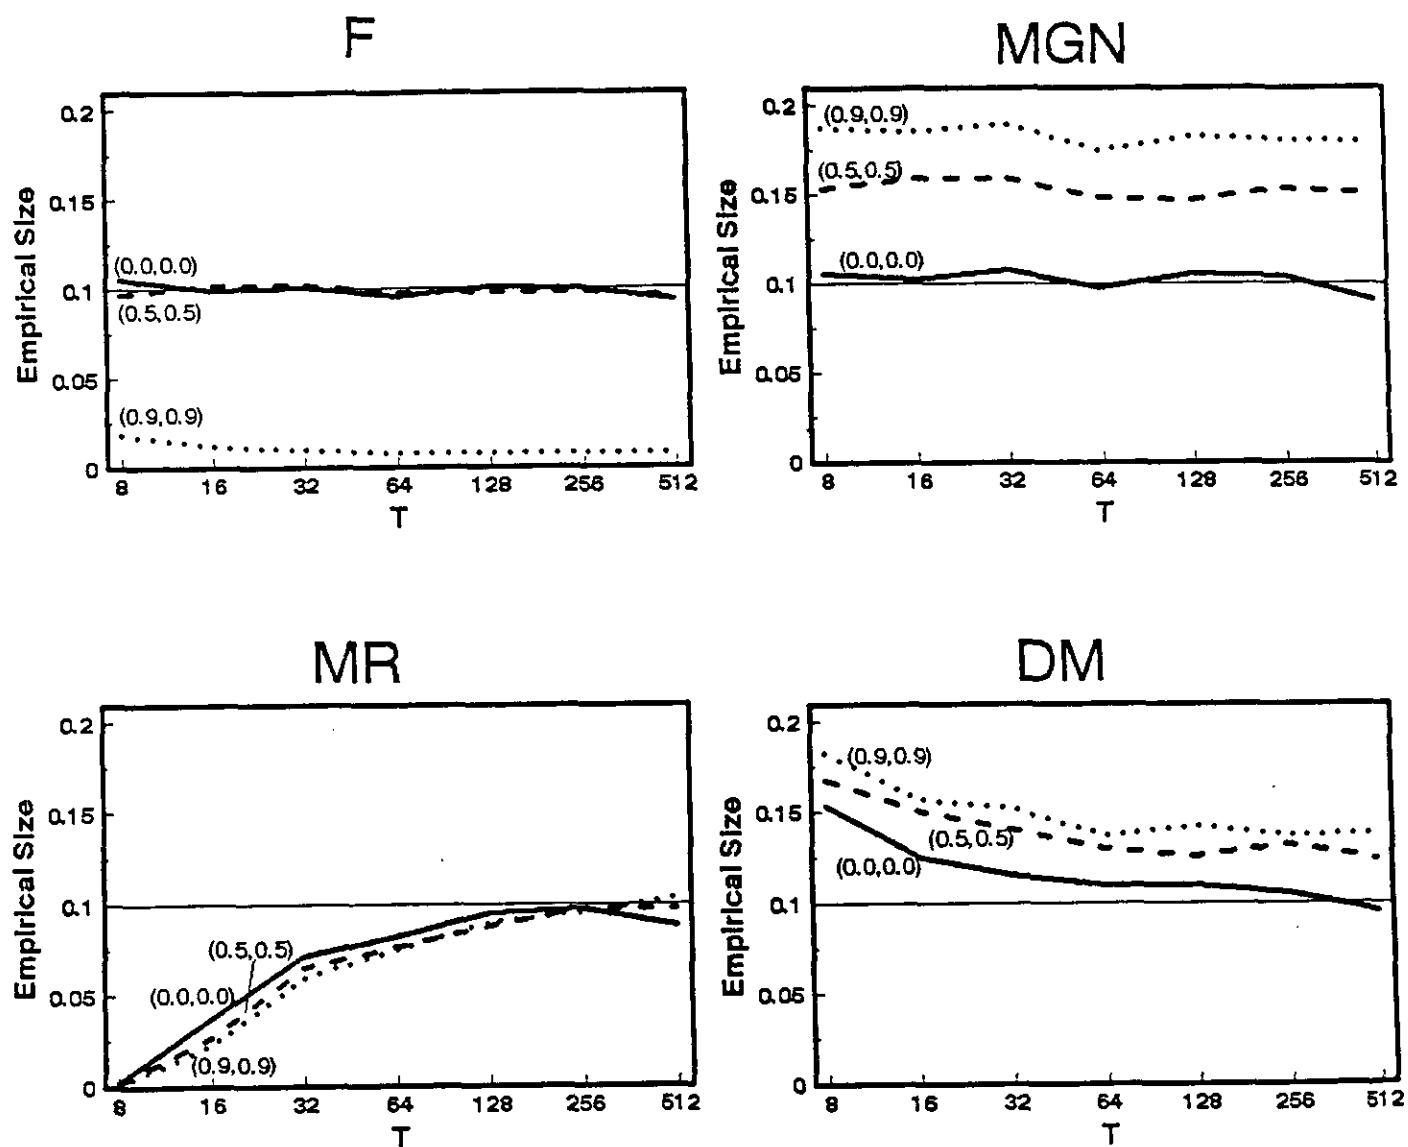 F
0.2
0.15
0.1
0.05
0
Empirical Size
(0.0,0.0)
(0.5,0.5)
(0.9,0.9)
8 16 32 64 128 256 512
T
MGN
0.2
0.15
0.1
0.05
0
Empirical Size
(0.9,0.9)
(0.5,0.5)
(0.0,0.0)
8 16 32 64 128 256 512
T
MR
0.2
0.15
0.1
0.05
0
Empirical Size
(0.5,0.5)
(0.0,0.0)
(0.9,0.9)
8 16 32 64 128 256 512
T
DM
0.2
0.15
0.1
0.05
0
Empirical Size
(0.9,0.9)
(0.5,0.5)
(0.0,0.0)
8 16 32 64 128 256 512
T